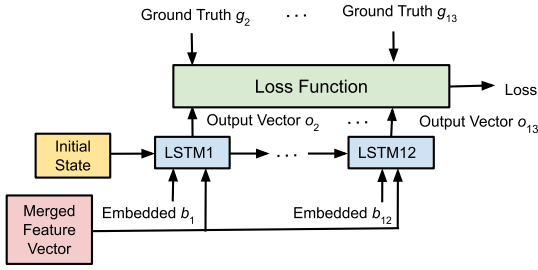 Ground Truth g2 ... Ground Truth g13
Loss Function
Loss
Output Vector o2 ... Output Vector o13
Initial
State
LSTM1 ... LSTM12
Embedded b1 Embedded b12
Merged
Feature
Vector